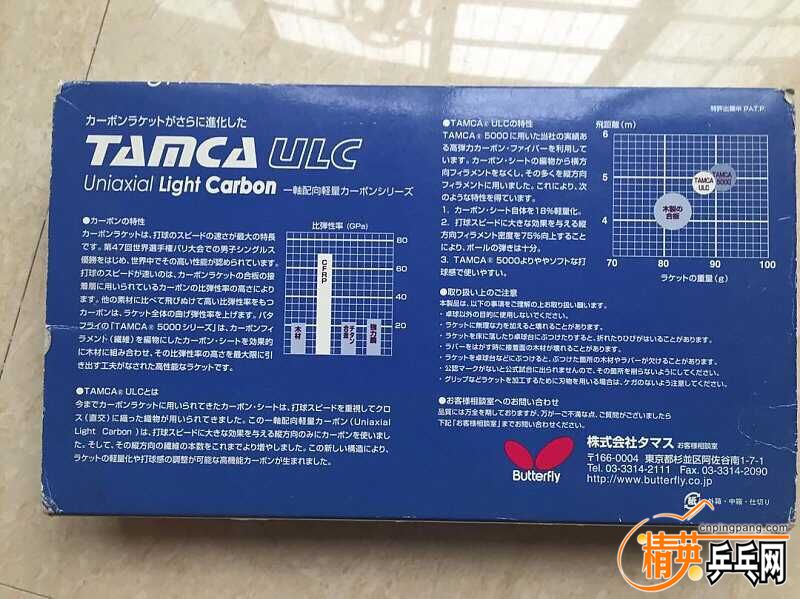 カーボンラケットがさらに進化した
TAMCA ULC
Uniaxial Light Carbon 一軸配向軽量カーボンシリーズ
●カーボンの特性
カーボンラケットは、打球のスピードの速さが最大の特長
です。第47回世界選手権パリ大会での男子シングルス
優勝をはじめ、世界中でその高い性能が認められています。
打球のスピードが速いのは、カーボンラケットの合板の接
着層に用いられているカーボンの比弾性率の高さにより
ます。他の素材に比べて飛びぬけて高い比弾性率をもつ
カーボンは、ラケット全体の曲げ弾性率を上げます。バタ
フライの「TAMCA® 5000シリーズ」は、カーボンフィ
ラメント(繊維)を編物にしたカーボン・シートを効果的
に木材に組み合わせ、その比弾性率の高さを最大限に引
き出す工夫がなされた高性能なラケットです。
比弾性率 (GPa)
80
60
40
20
木材
CFRP
チタン合金
強力鋼
●TAMCA® ULCとは
今までカーボンラケットに用いられてきたカーボン・シートは、打球スピードを重視してクロ
ス(直交)に織った織物が用いられてきました。この一軸配向軽量カーボン(Uniaxial
Light Carbon)は、打球スピードに大きな効果を与える縦方向のみにカーボンを使いまし
た。そして、その縦方向の繊維の本数をこれまでより増やしました。この新しい構造により、
ラケットの軽量化や打球感の調整が可能な高機能カーボンが生まれました。
特許出願中 P.A.T.P.
●TAMCA® ULCの特性
TAMCA® 5000に用いた当社の実績あ
る高弾力カーボン・ファイバーを利用して
います。カーボン・シートの編物から横方
向フィラメントをなくし、その多くを縦方向
フィラメントに用いました。これにより、次
のような特性を得ています。
1. カーボン・シート自体を18%軽量化。
2. 打球スピードに大きな効果を与える縦
方向フィラメント密度を75%向上すること
により、ボールの弾きは十分。
3. TAMCA® 5000よりややソフトな打
球感で使いやすい。
飛距離 (m)
6
5
4
木製の合板
TAMCA ULC
TAMCA 5000
70 80 90 100
ラケットの重量(g)
●取り扱い上のご注意
本製品は、以下の事項をご理解の上お取り扱い願います。
・卓球以外の目的に使用しないでください。
・ラケットに無理な力を加えると壊れることがあります。
・ラケットを床に落したり卓球台にぶつけたりすると、折れたりひびがはいることがあります。
・ラバーをはがす時に接着面の木材が壊れることがあります。
・ラケットを卓球台などにぶつけると、ぶつけた箇所の木材やラバーが欠けることがあります。
・公認マークがないと公式試合に出られませんので、その箇所を削らないようにしてください。
・グリップなどラケットを加工するために刃物を用いる場合は、ケガのないよう注意してください。
●お客様相談室へのお問い合わせ
品質には万全を期しておりますが、万が一ご不満な点、ご質問がございましたら
下記「お客様相談室」までお問い合わせください。
Butterfly
株式会社タマス お客様相談室
〒166-0004 東京都杉並区阿佐谷南1-7-1
Tel. 03-3314-2111 Fax. 03-3314-2090
http://www.butterfly.co.jp
紙 外箱・中箱・仕切り
cnpingpang.com
精英乒乓网